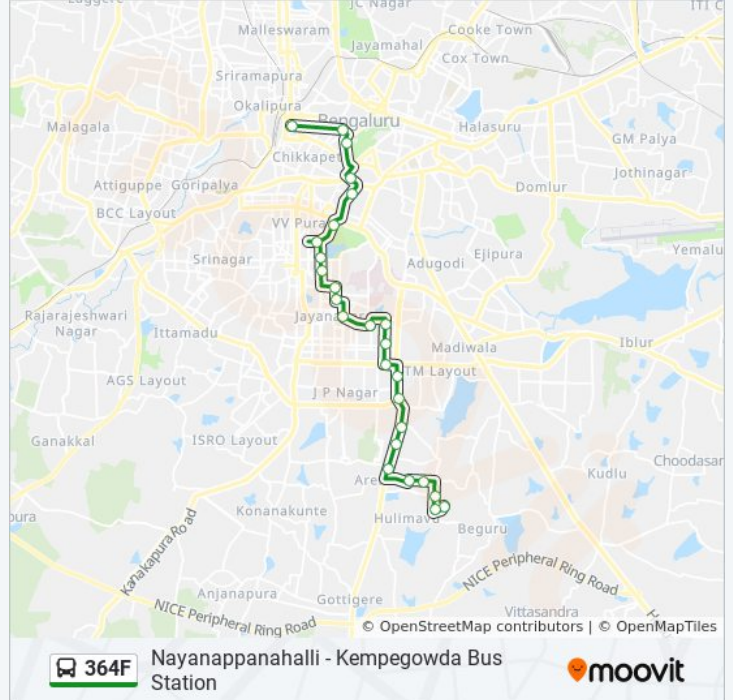 Laggere
JC Nagar
ITI C
Malleswaram
Cooke Town
Jayamahal
Cox Town
Sriramapura
Okalipura
Bengaluru
Malagala
Halasuru
GM Palya
Chikkapet
Jothinagar
Attiguppe
Goripalya
Domlur
BCC Layout
VV Pura
Yemalu
Srinagar
Adugodi
Ejipura
Rajarajeshwari
Nagar
Jayana
Ittamadu
Iblur
Madiwala
AGS Layout
TM Layout
J P Nagar
ISRO Layout
Ganakkal
Choodasan
Kudlu
Are
pura
Konanakunte
Hulimavu
Beguru
Kanakapura Road
NICE Peripheral Ring Road
Anjanapura
Gottigere
NICE Peripheral Ring Road
Vittasandra
© OpenStreetMap contributors | © OpenMapTiles
364F
Nayanappanahalli - Kempegowda Bus
Station
moovit